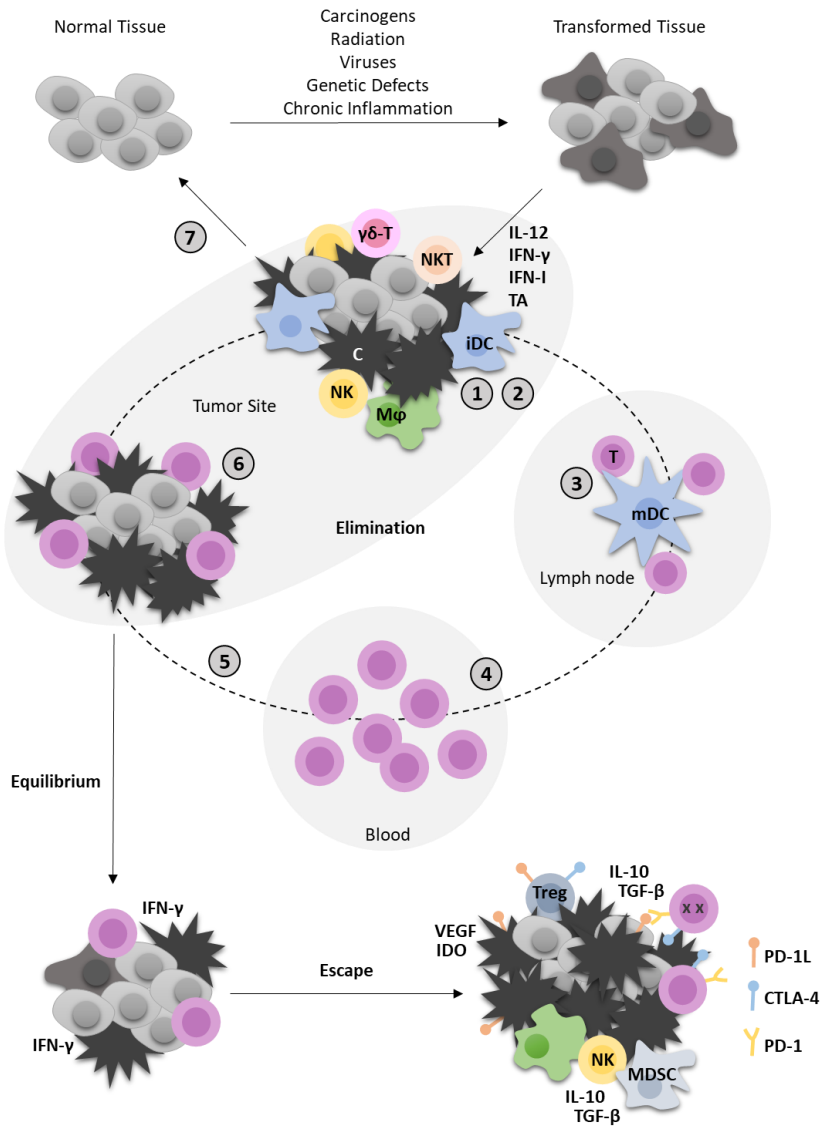 Normal Tissue
Carcinogens
Radiation
Viruses
Genetic Defects
Chronic Inflammation
Transformed Tissue
7
γδ-T
NKT
IL-12
IFN-γ
IFN-I
TA
iDC
C
NK
Mφ
1
2
Tumor Site
6
Elimination
T
3
mDC
Lymph node
5
4
Blood
Equilibrium
IFN-γ
IFN-γ
Escape
Treg
IL-10
TGF-β
x x
VEGF
IDO
NK
MDSC
IL-10
TGF-β
PD-1L
CTLA-4
PD-1